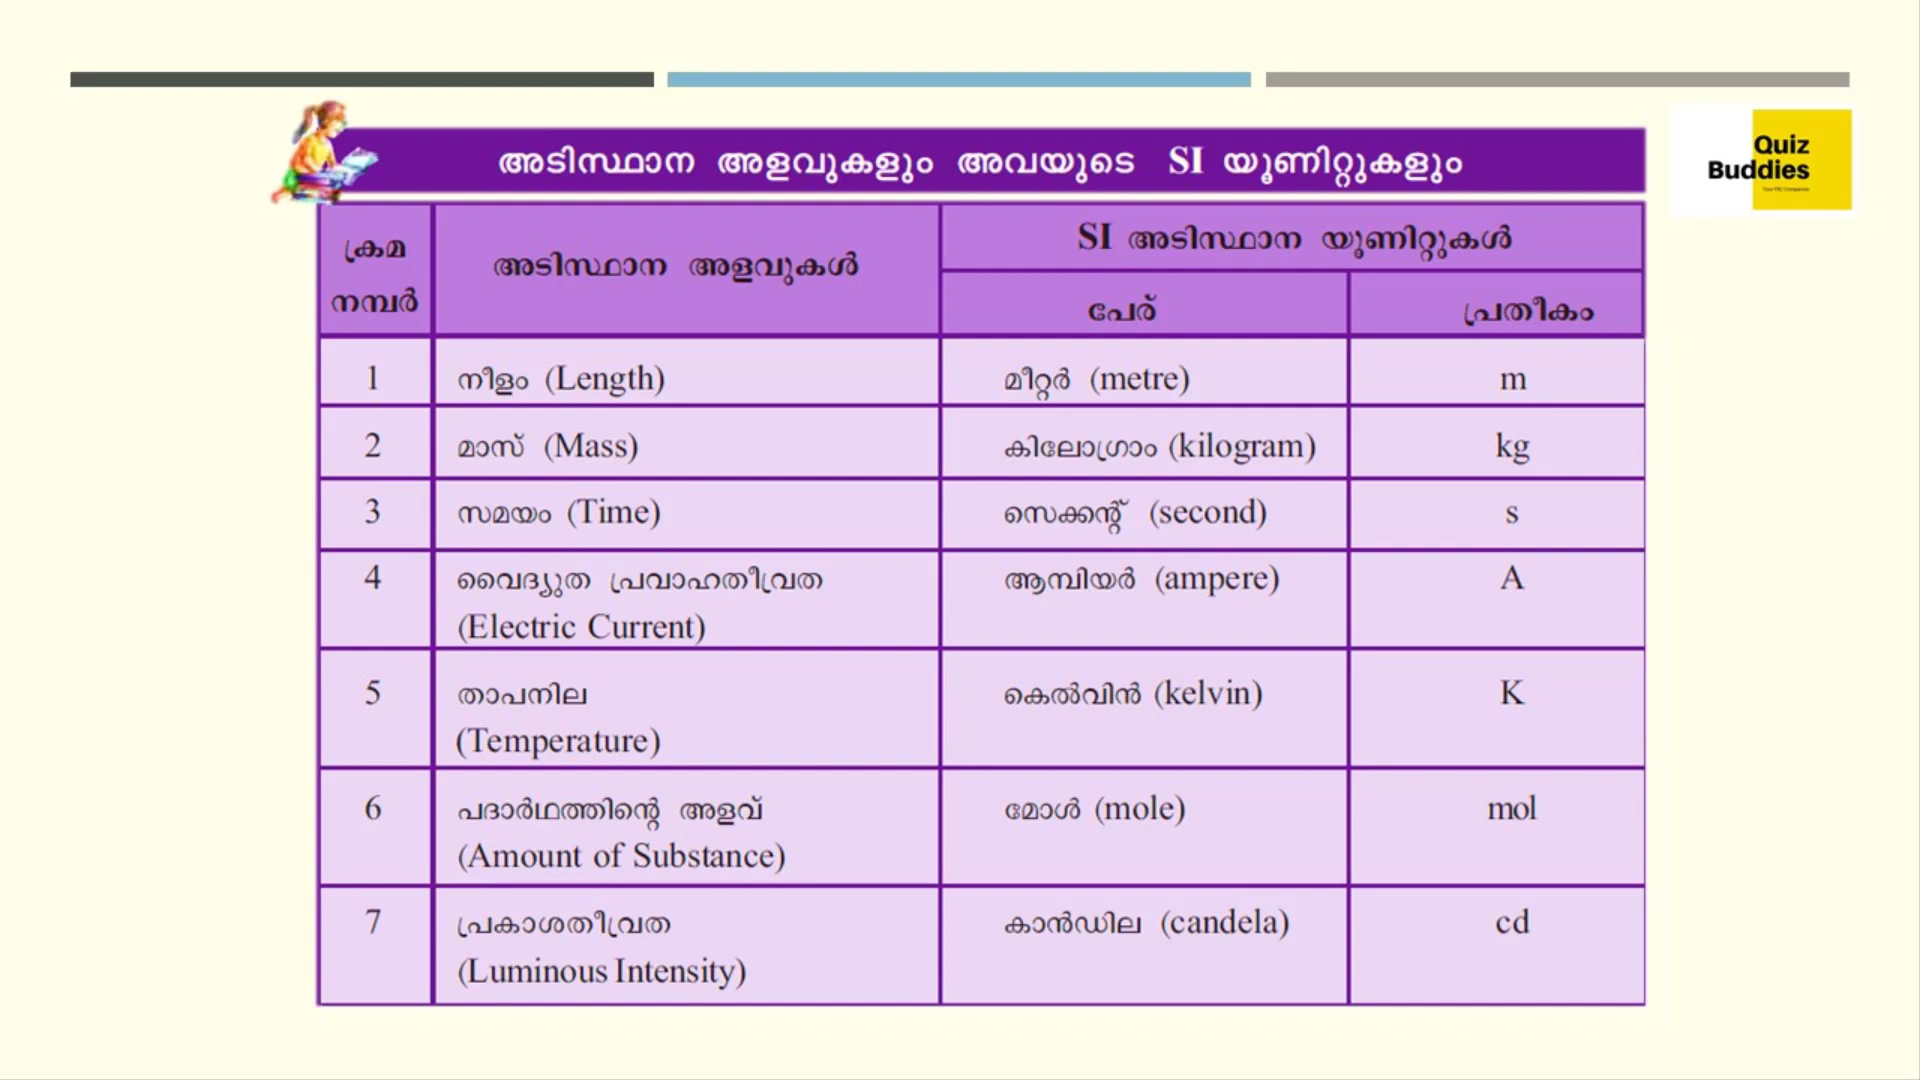 അടിസ്ഥാന അളവുകളും അവയുടെ SI യൂണിറ്റുകളും
Quiz
Buddies
ക്രമ
നമ്പർ
അടിസ്ഥാന അളവുകൾ
SI അടിസ്ഥാന യൂണിറ്റുകൾ
പേര്
പ്രതീകം
1 നീളം (Length) മീറ്റർ (metre) m
2 മാസ് (Mass) കിലോഗ്രാം (kilogram) kg
3 സമയം (Time) സെക്കന്റ് (second) s
4 വൈദ്യുത പ്രവാഹതീവ്രത ആമ്പിയർ (ampere) A
(Electric Current)
5 താപനില കെൽവിൻ (kelvin) K
(Temperature)
6 പദാർഥത്തിന്റെ അളവ് മോൾ (mole) mol
(Amount of Substance)
7 പ്രകാശതീവ്രത കാൻഡില (candela) cd
(Luminous Intensity)